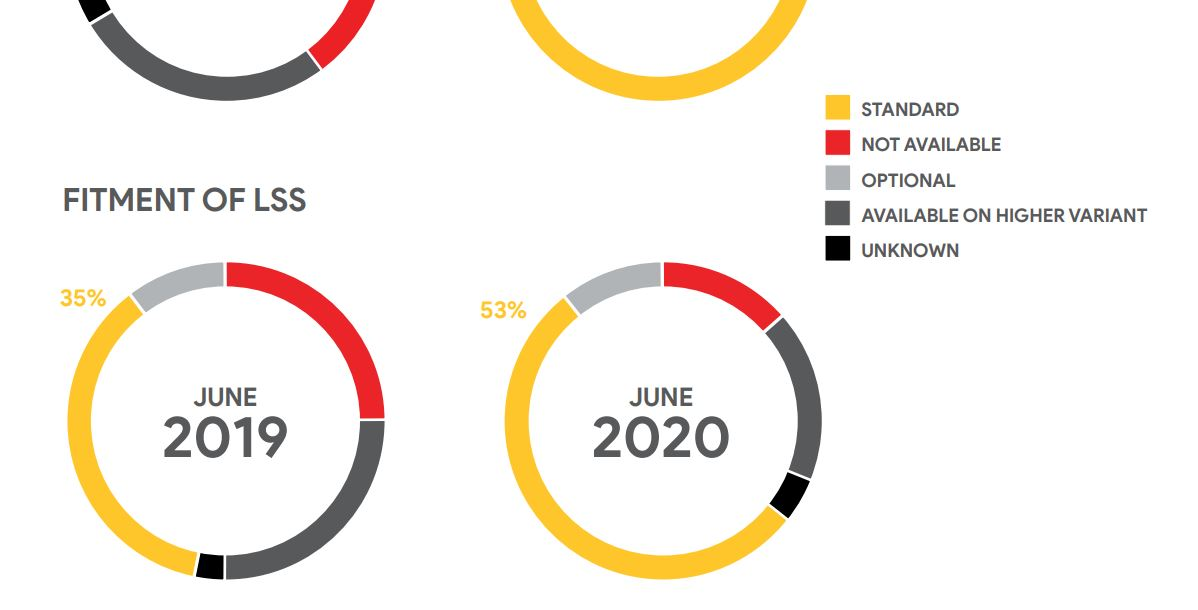 STANDARD
NOT AVAILABLE
OPTIONAL
AVAILABLE ON HIGHER VARIANT
UNKNOWN
FITMENT OF LSS
35%
JUNE
2019
53%
JUNE
2020